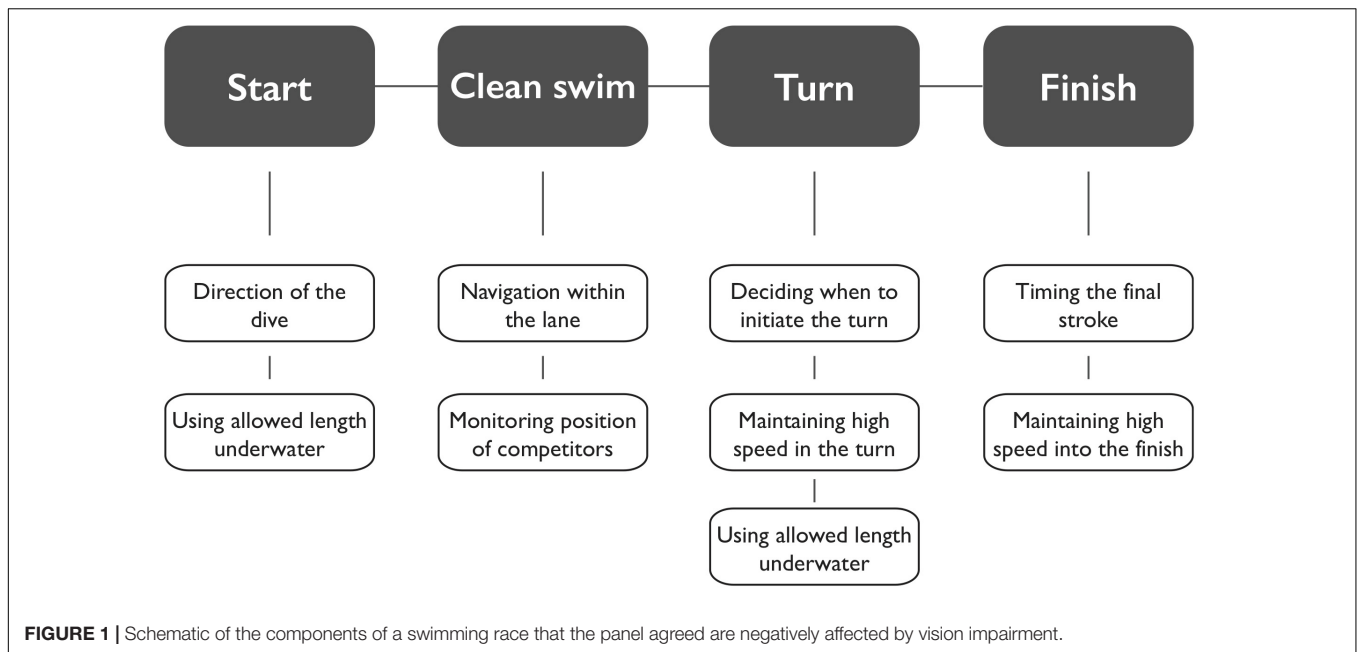 Start
Clean swim
Turn
Finish
Direction of the
dive
Using allowed length
underwater
Navigation within
the lane
Monitoring position
of competitors
Deciding when to
initiate the turn
Maintaining high
speed in the turn
Using allowed length
underwater
Timing the final
stroke
Maintaining high
speed into the finish
FIGURE 1 | Schematic of the components of a swimming race that the panel agreed are negatively affected by vision impairment.